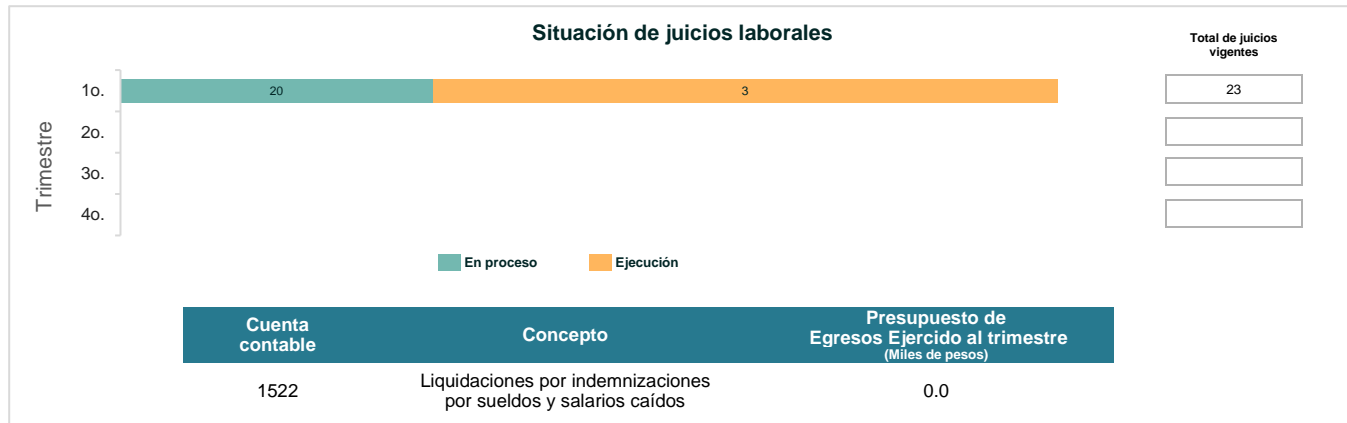 Situación de juicios laborales
Total de juicios
vigentes
Trimestre
1o.
20
3
23
2o.
3o.
4o.
En proceso
Ejecución
Cuenta
contable
Concepto
Presupuesto de
Egresos Ejercido al trimestre
(Miles de pesos)
1522
Liquidaciones por indemnizaciones
por sueldos y salarios caídos
0.0